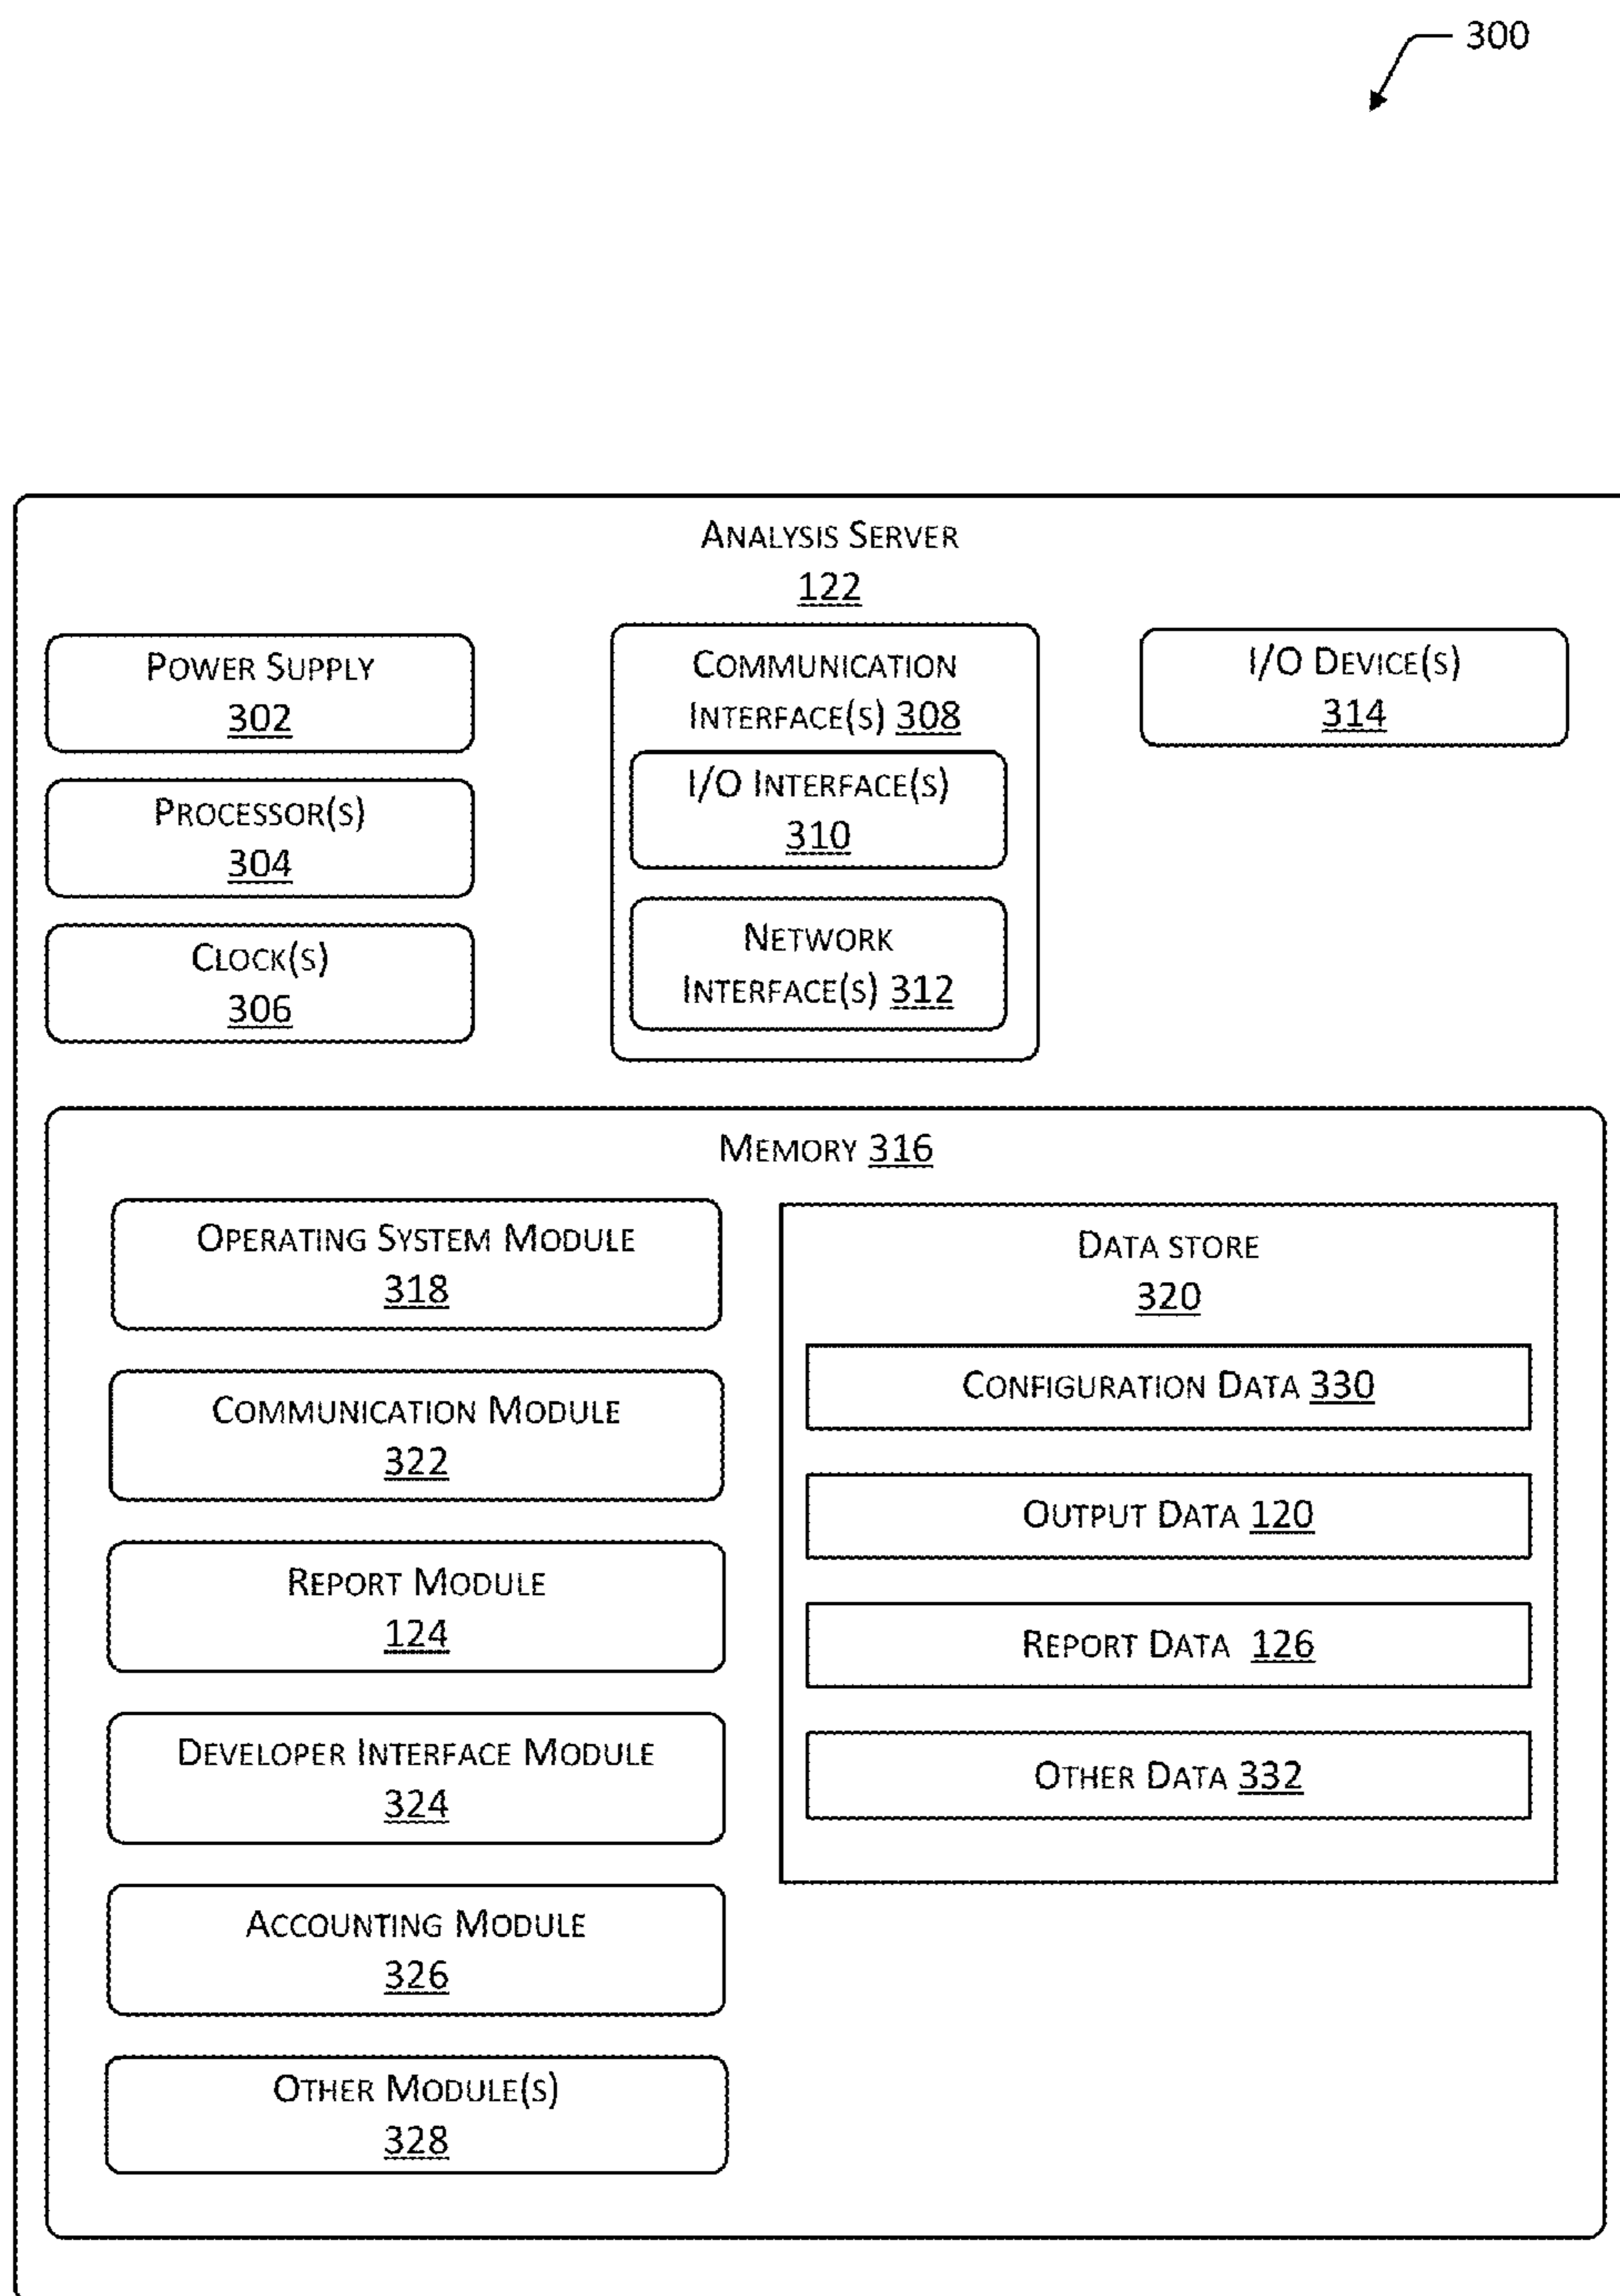 300
Analysis Server
122
Power Supply
302
Processor(s)
304
Clock(s)
306
Communication
Interface(s) 308
I/O Interface(s)
310
Network
Interface(s) 312
I/O Device(s)
314
Memory 316
Operating System Module
318
Communication Module
322
Report Module
124
Developer Interface Module
324
Accounting Module
326
Other Module(s)
328
Data store
320
Configuration Data 330
Output Data 120
Report Data 126
Other Data 332